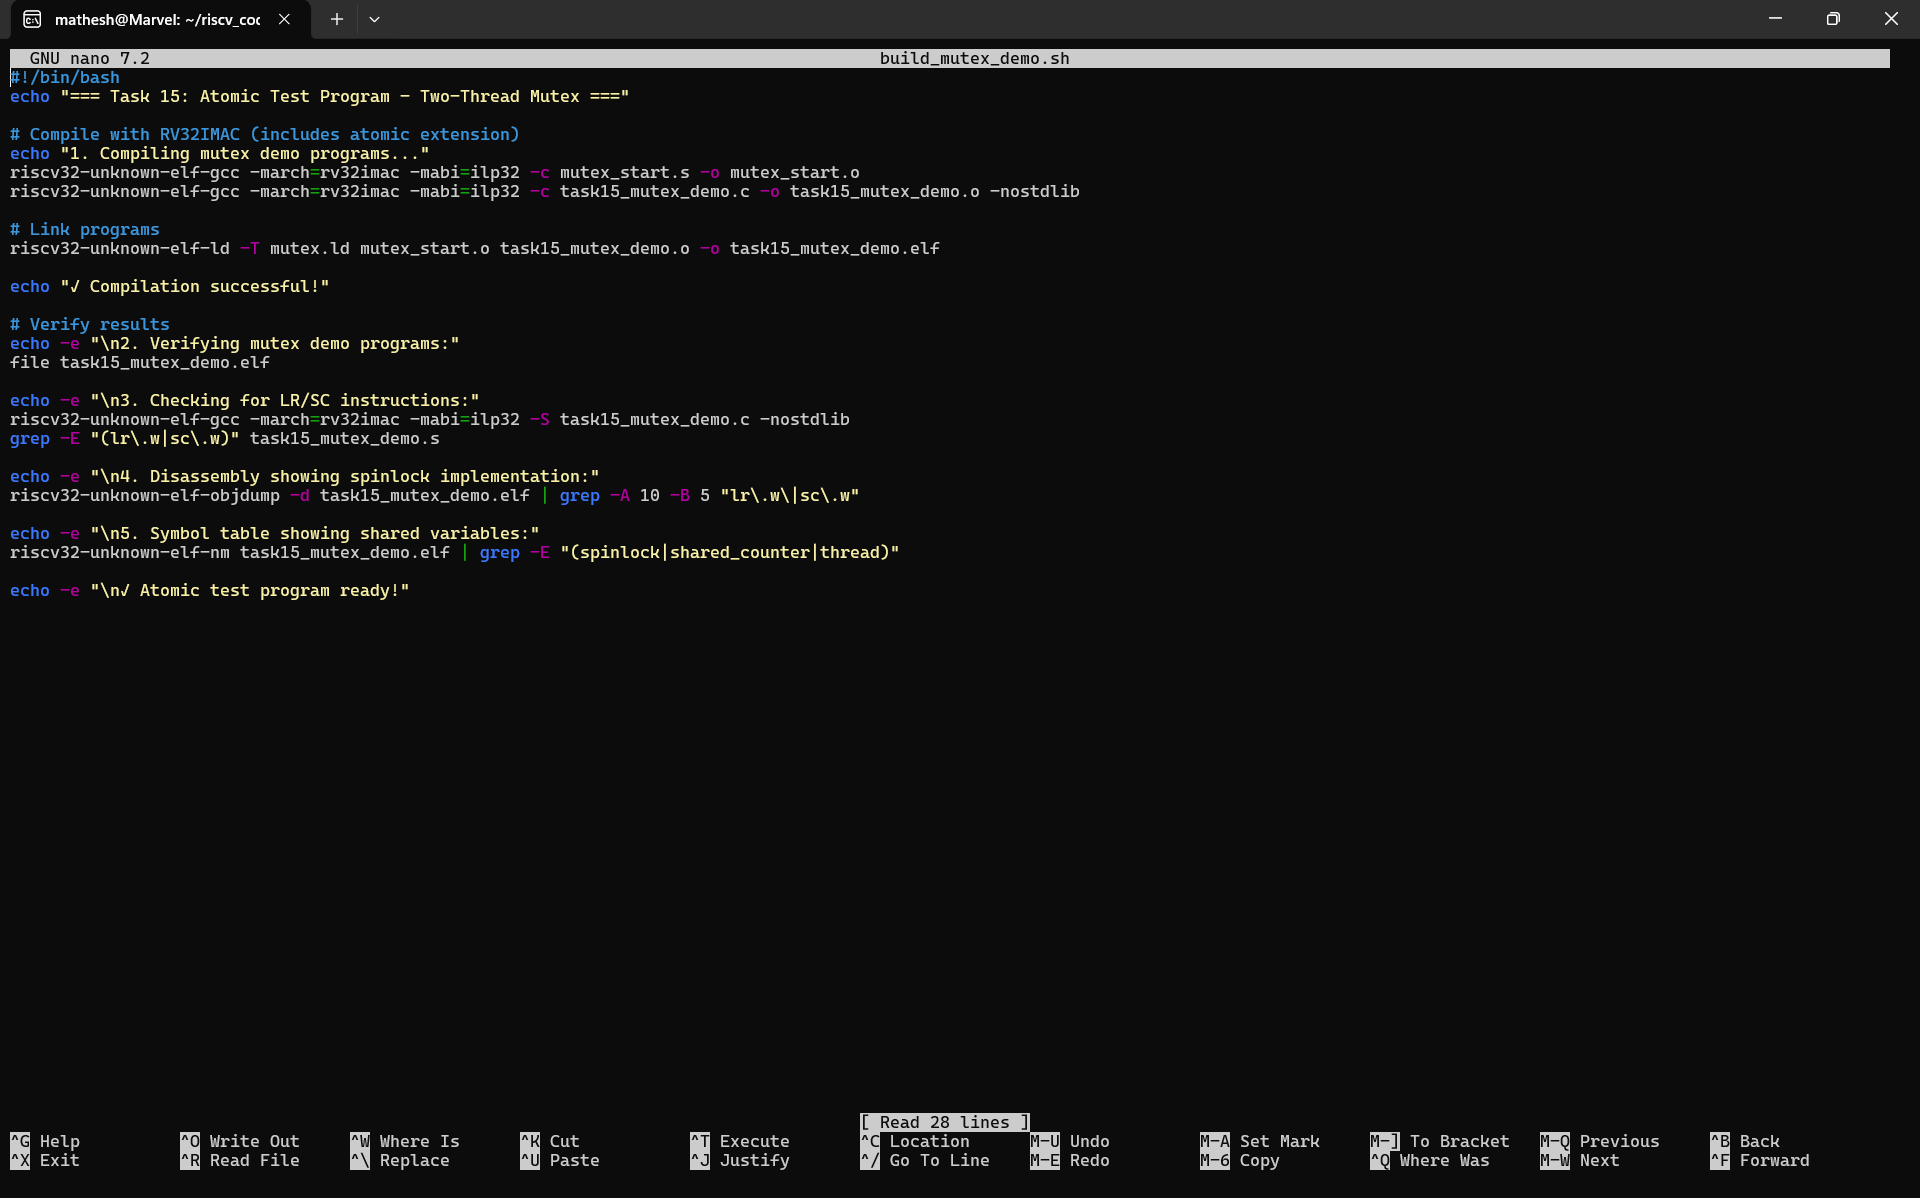 mathesh@Marvel: ~/riscv_coc
GNU nano 7.2 build_mutex_demo.sh
#!/bin/bash
echo "=== Task 15: Atomic Test Program - Two-Thread Mutex ==="
# Compile with RV32IMAC (includes atomic extension)
echo "1. Compiling mutex demo programs..."
riscv32-unknown-elf-gcc -march=rv32imac -mabi=ilp32 -c mutex_start.s -o mutex_start.o
riscv32-unknown-elf-gcc -march=rv32imac -mabi=ilp32 -c task15_mutex_demo.c -o task15_mutex_demo.o -nostdlib
# Link programs
riscv32-unknown-elf-ld -T mutex.ld mutex_start.o task15_mutex_demo.o -o task15_mutex_demo.elf
echo "✓ Compilation successful!"
# Verify results
echo -e "\n2. Verifying mutex demo programs:"
file task15_mutex_demo.elf
echo -e "\n3. Checking for LR/SC instructions:"
riscv32-unknown-elf-gcc -march=rv32imac -mabi=ilp32 -S task15_mutex_demo.c -nostdlib
grep -E "(lr\.w|sc\.w)" task15_mutex_demo.s
echo -e "\n4. Disassembly showing spinlock implementation:"
riscv32-unknown-elf-objdump -d task15_mutex_demo.elf | grep -A 10 -B 5 "lr\.w\|sc\.w"
echo -e "\n5. Symbol table showing shared variables:"
riscv32-unknown-elf-nm task15_mutex_demo.elf | grep -E "(spinlock|shared_counter|thread)"
echo -e "\n✓ Atomic test program ready!"
[ Read 28 lines ]
^G Help ^O Write Out ^W Where Is ^K Cut ^T Execute ^C Location M-U Undo M-A Set Mark M-] To Bracket M-Q Previous ^B Back
^X Exit ^R Read File ^\ Replace ^U Paste ^J Justify ^/ Go To Line M-E Redo M-6 Copy ^Q Where Was M-W Next ^F Forward